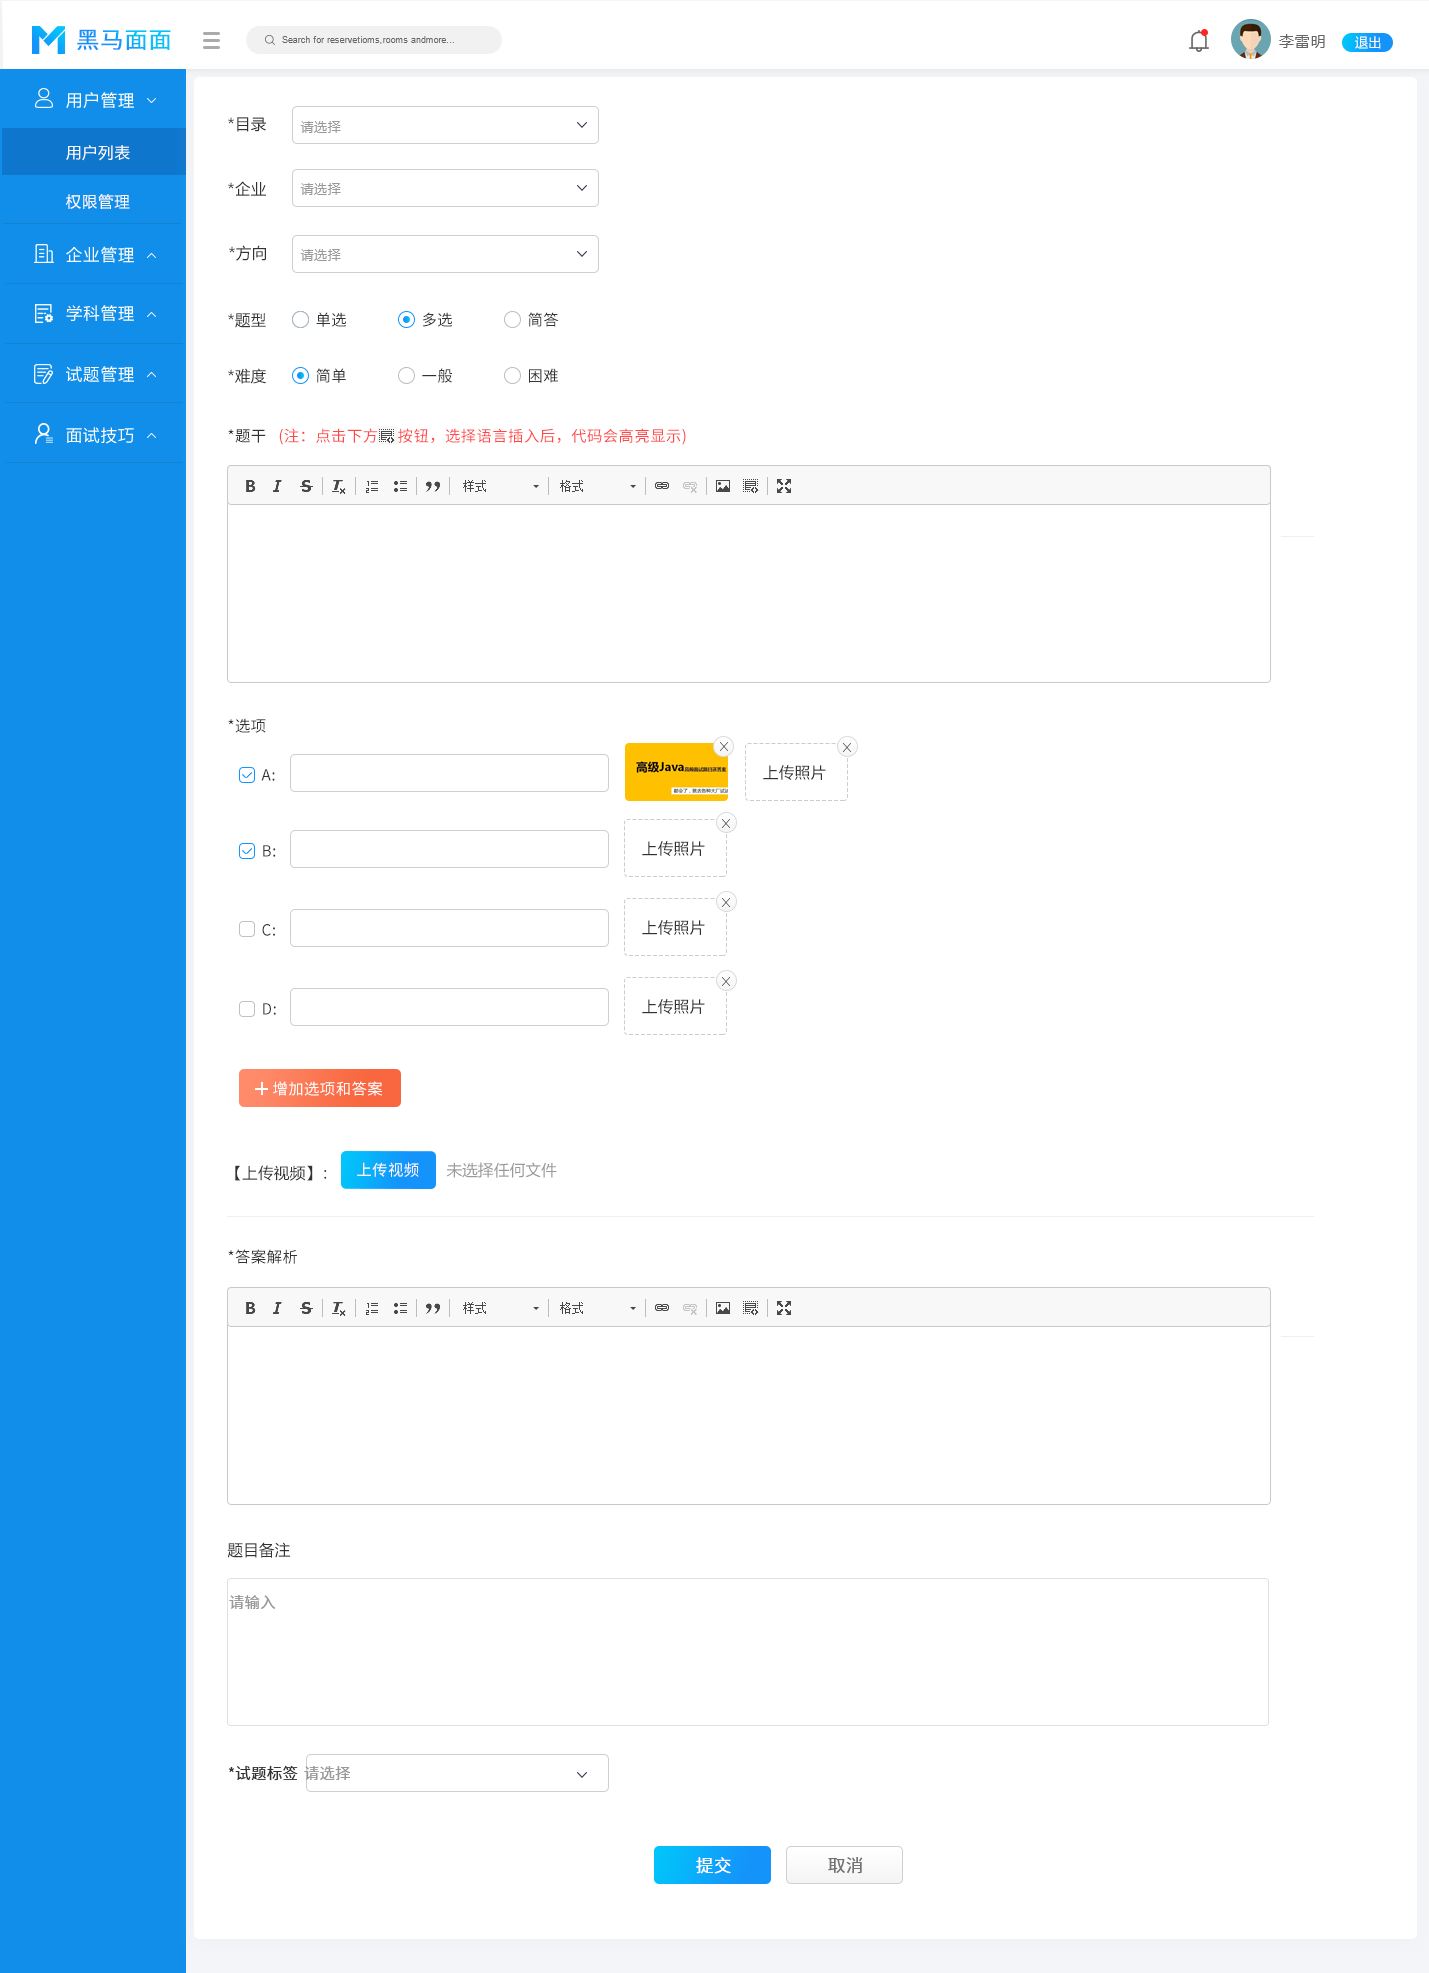 黑马面面
Search for reservetioms,rooms andmore...
李雷明
退出
用户管理
用户列表
权限管理
企业管理
学科管理
试题管理
面试技巧
*目录 请选择
*企业 请选择
*方向 请选择
*题型 单选 多选 简答
*难度 简单 一般 困难
*题干 (注：点击下方 按钮，选择语言插入后，代码会高亮显示)
B I S Tx 样式 格式
*选项
A: 高级Java 上传照片
B: 上传照片
C: 上传照片
D: 上传照片
增加选项和答案
【上传视频】: 上传视频 未选择任何文件
*答案解析
B I S Tx 样式 格式
题目备注
请输入
*试题标签 请选择
提交 取消